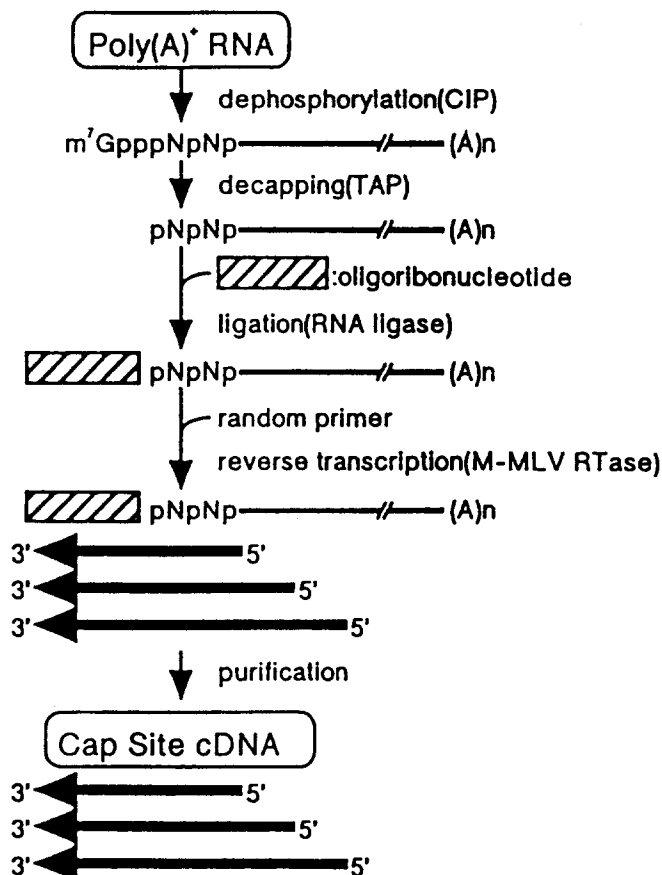 Poly(A)⁺ RNA
dephosphorylation(CIP)
m⁷GpppNpNp (A)n
decapping(TAP)
pNpNp (A)n
:oligoribonucleotide
ligation(RNA ligase)
pNpNp (A)n
random primer
reverse transcription(M-MLV RTase)
pNpNp (A)n
3' 5'
3' 5'
3' 5'
purification
Cap Site cDNA
3' 5'
3' 5'
3' 5'